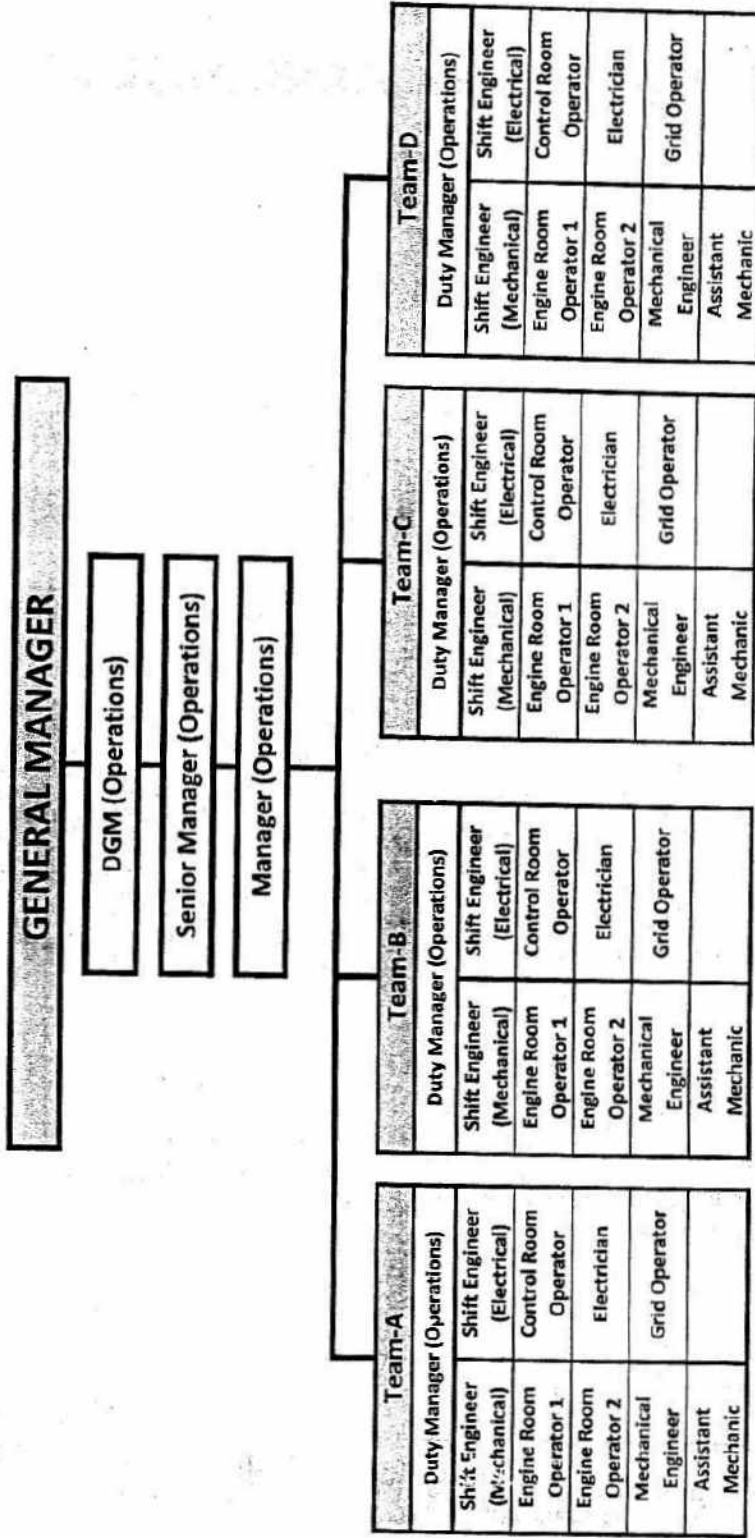 GENERAL MANAGER
DGM (Operations)
Senior Manager (Operations)
Manager (Operations)
Team-A
Duty Manager (Operations)
Shift Engineer
(Mechanical)
Shift Engineer
(Electrical)
Engine Room
Operator 1
Control Room
Operator
Engine Room
Operator 2
Electrician
Mechanical
Engineer
Grid Operator
Assistant
Mechanic
Team-B
Duty Manager (Operations)
Shift Engineer
(Mechanical)
Shift Engineer
(Electrical)
Engine Room
Operator 1
Control Room
Operator
Engine Room
Operator 2
Electrician
Mechanical
Engineer
Grid Operator
Assistant
Mechanic
Team-C
Duty Manager (Operations)
Shift Engineer
(Mechanical)
Shift Engineer
(Electrical)
Engine Room
Operator 1
Control Room
Operator
Engine Room
Operator 2
Electrician
Mechanical
Engineer
Grid Operator
Assistant
Mechanic
Team-D
Duty Manager (Operations)
Shift Engineer
(Mechanical)
Shift Engineer
(Electrical)
Engine Room
Operator 1
Control Room
Operator
Engine Room
Operator 2
Electrician
Mechanical
Engineer
Grid Operator
Assistant
Mechanic